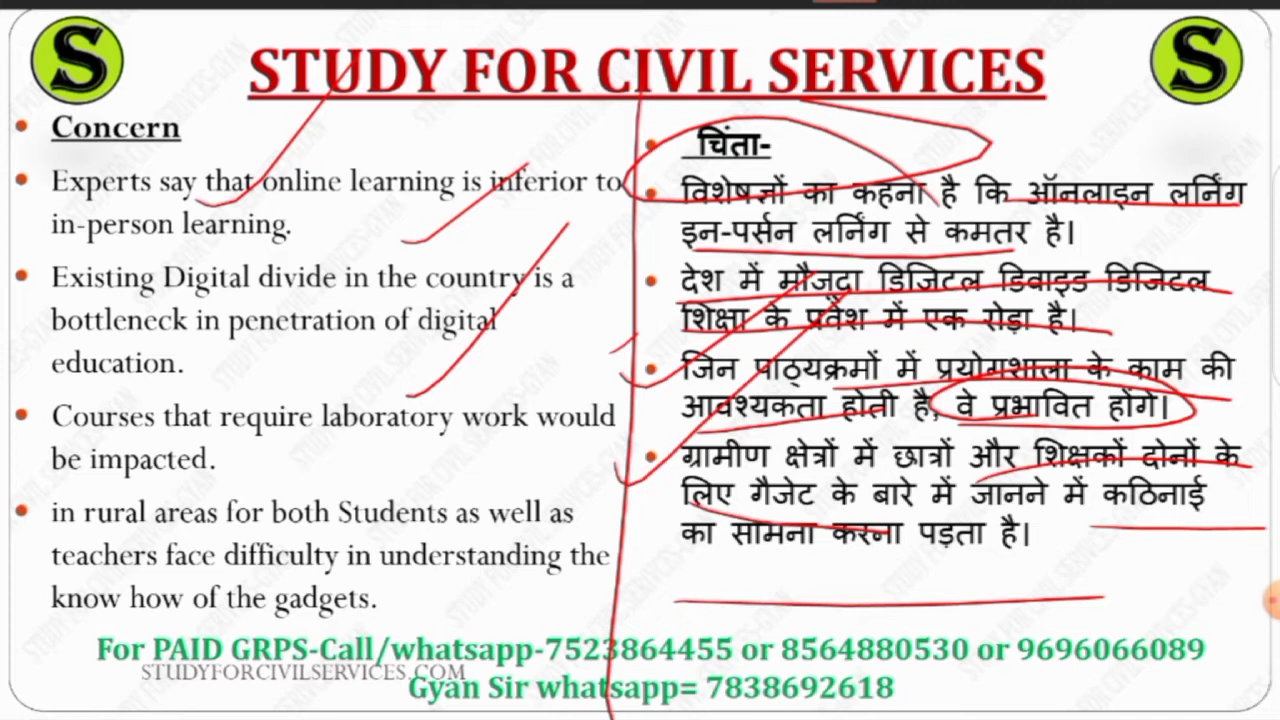 S
STUDY FOR CIVIL SERVICES
S
Concern
Experts say that online learning is inferior to
in-person learning.
Existing Digital divide in the country is a
bottleneck in penetration of digital
education.
Courses that require laboratory work would
be impacted.
in rural areas for both Students as well as
teachers face difficulty in understanding the
know how of the gadgets.
चिंता-
विशेषज्ञों का कहना है कि ऑनलाइन लर्निंग
इन-पर्सन लर्निंग से कमतर है।
देश में मौजूदा डिजिटल डिवाइड डिजिटल
शिक्षा के प्रवेश में एक रोड़ा है।
जिन पाठ्यक्रमों में प्रयोगशाला के काम की
आवश्यकता होती है, वे प्रभावित होंगे।
ग्रामीण क्षेत्रों में छात्रों और शिक्षकों दोनों के
लिए गैजेट के बारे में जानने में कठिनाई
का सामना करना पड़ता है।
For PAID GRPS-Call/whatsapp-7523864455 or 8564880530 or 9696066089
STUDYFORCIVILSERVICES.COM
Gyan Sir whatsapp= 7838692618